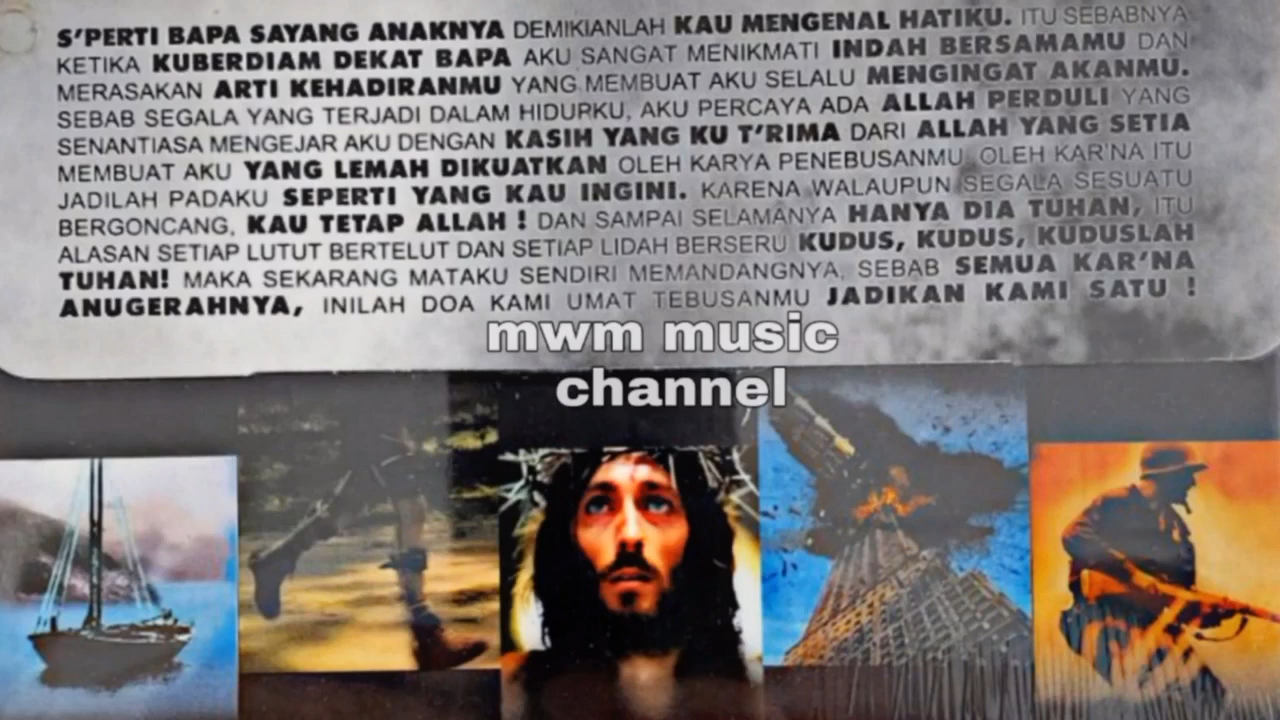 S'PERTI BAPA SAYANG ANAKNYA DEMIKIANLAH KAU MENGENAL HATIKU. ITU SEBABNYA
KETIKA KUBERDIAM DEKAT BAPA AKU SANGAT MENIKMATI INDAH BERSAMAMU DAN
MERASAKAN ARTI KEHADIRANMU YANG MEMBUAT AKU SELALU MENGINGAT AKANMU.
SEBAB SEGALA YANG TERJADI DALAM HIDUPKU, AKU PERCAYA ADA ALLAH PERDULI YANG
SENANTIASA MENGEJAR AKU DENGAN KASIH YANG KU T'RIMA DARI ALLAH YANG SETIA
MEMBUAT AKU YANG LEMAH DIKUATKAN OLEH KARYA PENEBUSANMU. OLEH KAR'NA ITU
JADILAH PADAKU SEPERTI YANG KAU INGINI. KARENA WALAUPUN SEGALA SESUATU
BERGONCANG, KAU TETAP ALLAH ! DAN SAMPAI SELAMANYA HANYA DIA TUHAN, ITU
ALASAN SETIAP LUTUT BERTELUT DAN SETIAP LIDAH BERSERU KUDUS, KUDUS, KUDUSLAH
TUHAN! MAKA SEKARANG MATAKU SENDIRI MEMANDANGNYA, SEBAB SEMUA KAR'NA
ANUGERAHNYA, INILAH DOA KAMI UMAT TEBUSANMU JADIKAN KAMI SATU !
mwm music
channel